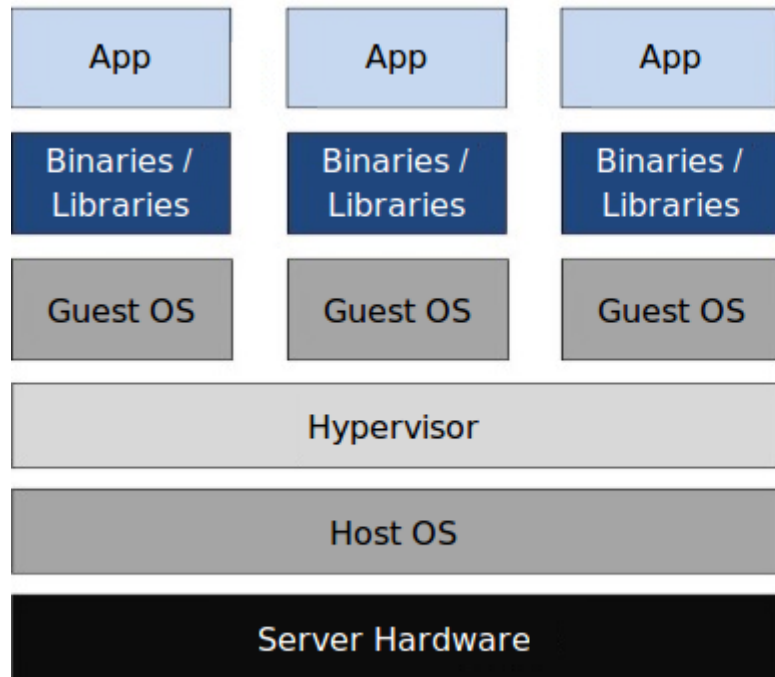 App
App
App
Binaries /
Libraries
Binaries /
Libraries
Binaries /
Libraries
Guest OS
Guest OS
Guest OS
Hypervisor
Host OS
Server Hardware